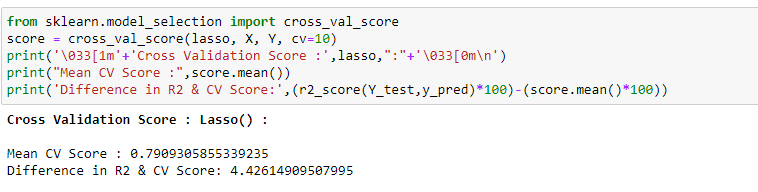 from sklearn.model_selection import cross_val_score
score = cross_val_score(lasso, X, Y, cv=10)
print('\033[1m'+'Cross Validation Score :',lasso,":"+'\033[0m\n')
print("Mean CV Score :",score.mean())
print('Difference in R2 & CV Score:',(r2_score(Y_test,y_pred)*100)-(score.mean()*100))
Cross Validation Score : Lasso() :
Mean CV Score : 0.7909305855339235
Difference in R2 & CV Score: 4.42614909507995